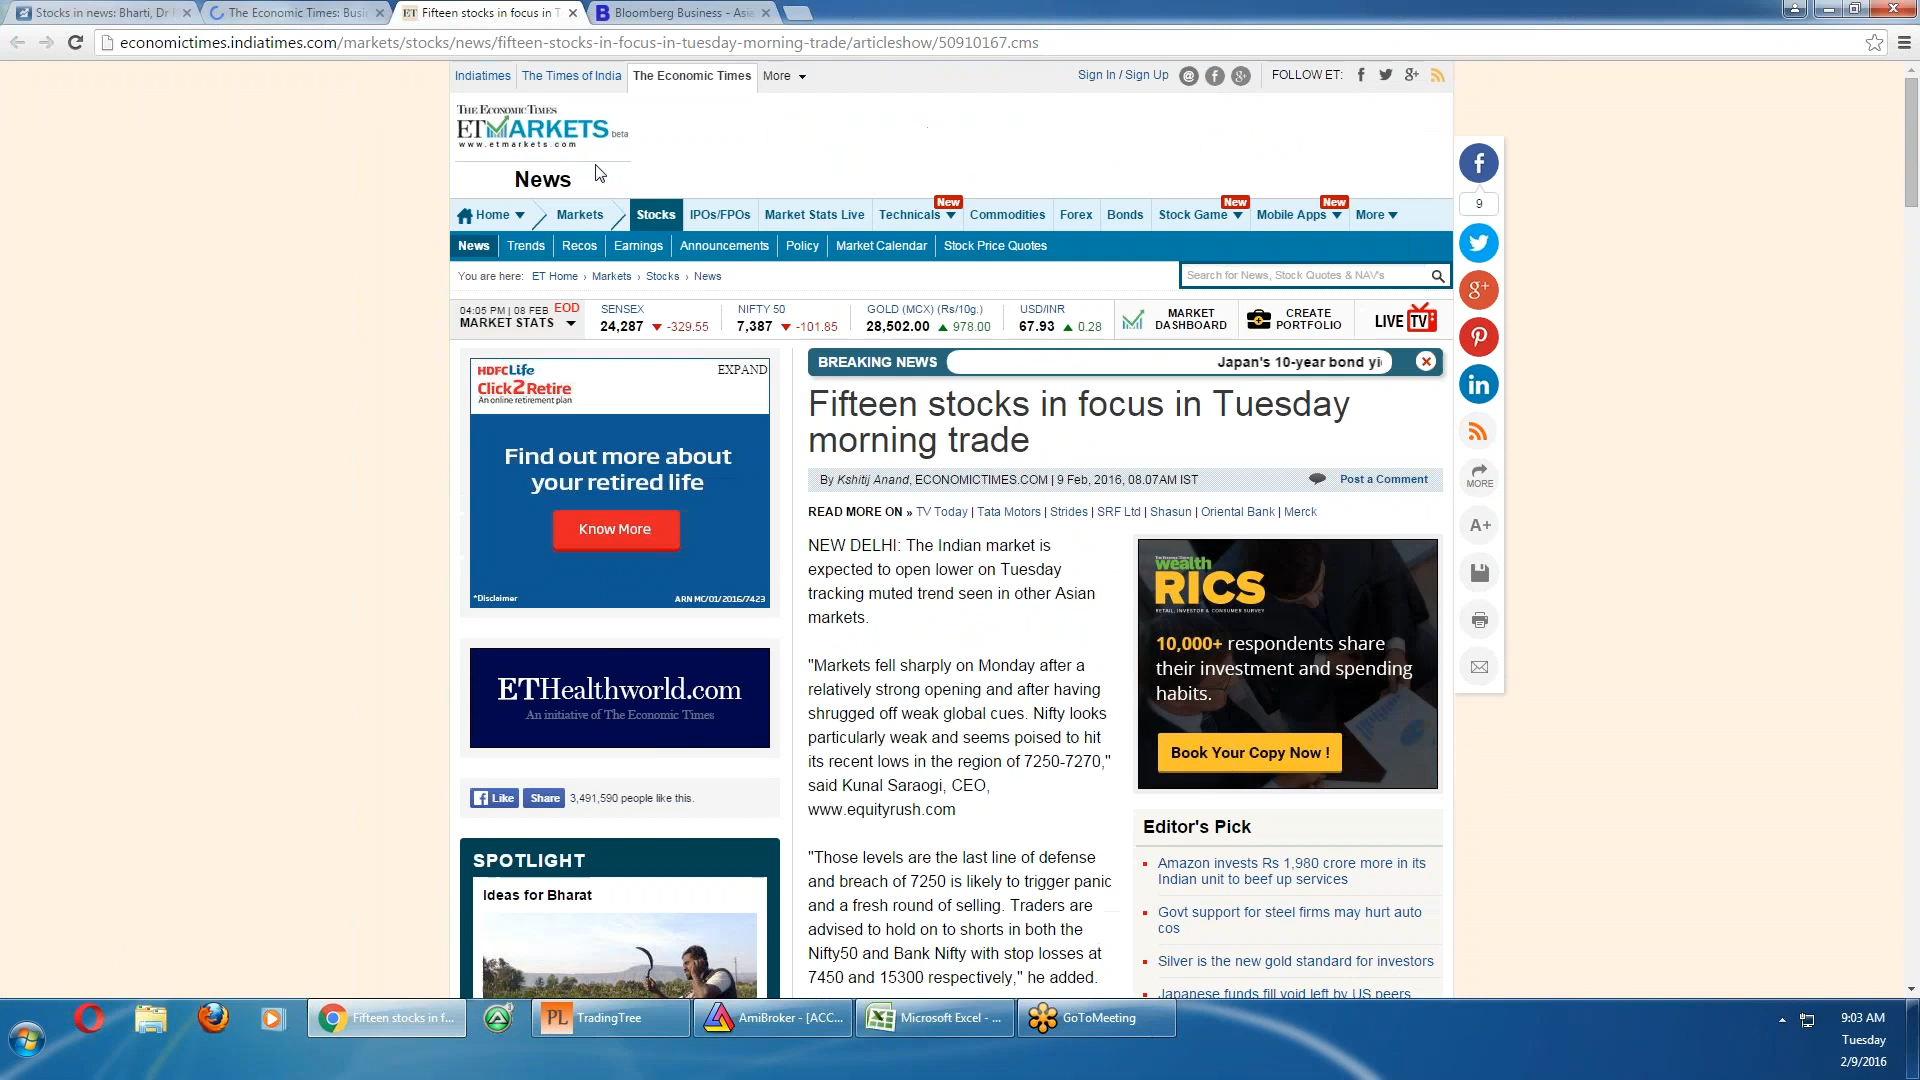 Stocks in news: Bharti, Dr
The Economic Times: Busi
Fifteen stocks in focus in T
Bloomberg Business - Asia
economictimes.indiatimes.com/markets/stocks/news/fifteen-stocks-in-focus-in-tuesday-morning-trade/articleshow/50910167.cms
Indiatimes The Times of India The Economic Times More
Sign In / Sign Up FOLLOW ET:
THE ECONOMIC TIMES
ETMARKETS beta
www.etmarkets.com
News
Home Markets Stocks IPOs/FPOs Market Stats Live Technicals New Commodities Forex Bonds Stock Game New Mobile Apps New More
News Trends Recos Earnings Announcements Policy Market Calendar Stock Price Quotes
You are here: ET Home › Markets › Stocks › News
Search for News, Stock Quotes & NAV's
04:05 PM | 08 FEB EOD
MARKET STATS
SENSEX
24,287 -329.55
NIFTY 50
7,387 -101.85
GOLD (MCX) (Rs/10g.)
28,502.00 978.00
USD/INR
67.93 0.28
MARKET DASHBOARD
CREATE PORTFOLIO
LIVE TV
HDFC Life
Click2Retire
An online retirement plan
EXPAND
Find out more about
your retired life
Know More
*Disclaimer ARN MC/01/2016/7423
ETHealthworld.com
An initiative of The Economic Times
Like Share 3,491,590 people like this.
SPOTLIGHT
Ideas for Bharat
BREAKING NEWS Japan's 10-year bond yi
Fifteen stocks in focus in Tuesday
morning trade
By Kshitij Anand, ECONOMICTIMES.COM | 9 Feb, 2016, 08.07AM IST
Post a Comment
READ MORE ON » TV Today | Tata Motors | Strides | SRF Ltd | Shasun | Oriental Bank | Merck
NEW DELHI: The Indian market is
expected to open lower on Tuesday
tracking muted trend seen in other Asian
markets.
"Markets fell sharply on Monday after a
relatively strong opening and after having
shrugged off weak global cues. Nifty looks
particularly weak and seems poised to hit
its recent lows in the region of 7250-7270,"
said Kunal Saraogi, CEO,
www.equityrush.com
"Those levels are the last line of defense
and breach of 7250 is likely to trigger panic
and a fresh round of selling. Traders are
advised to hold on to shorts in both the
Nifty50 and Bank Nifty with stop losses at
7450 and 15300 respectively," he added.
THE ECONOMIC TIMES
wealth
RICS
RETAIL, INVESTOR & CONSUMER SURVEY
10,000+ respondents share
their investment and spending
habits.
Book Your Copy Now !
Editor's Pick
Amazon invests Rs 1,980 crore more in its
Indian unit to beef up services
Govt support for steel firms may hurt auto
cos
Silver is the new gold standard for investors
Japanese funds fill void left by US peers
9
MORE
A+
Fifteen stocks in f...
PL TradingTree
AmiBroker - [ACC...
Microsoft Excel - ...
GoToMeeting
9:03 AM
Tuesday
2/9/2016